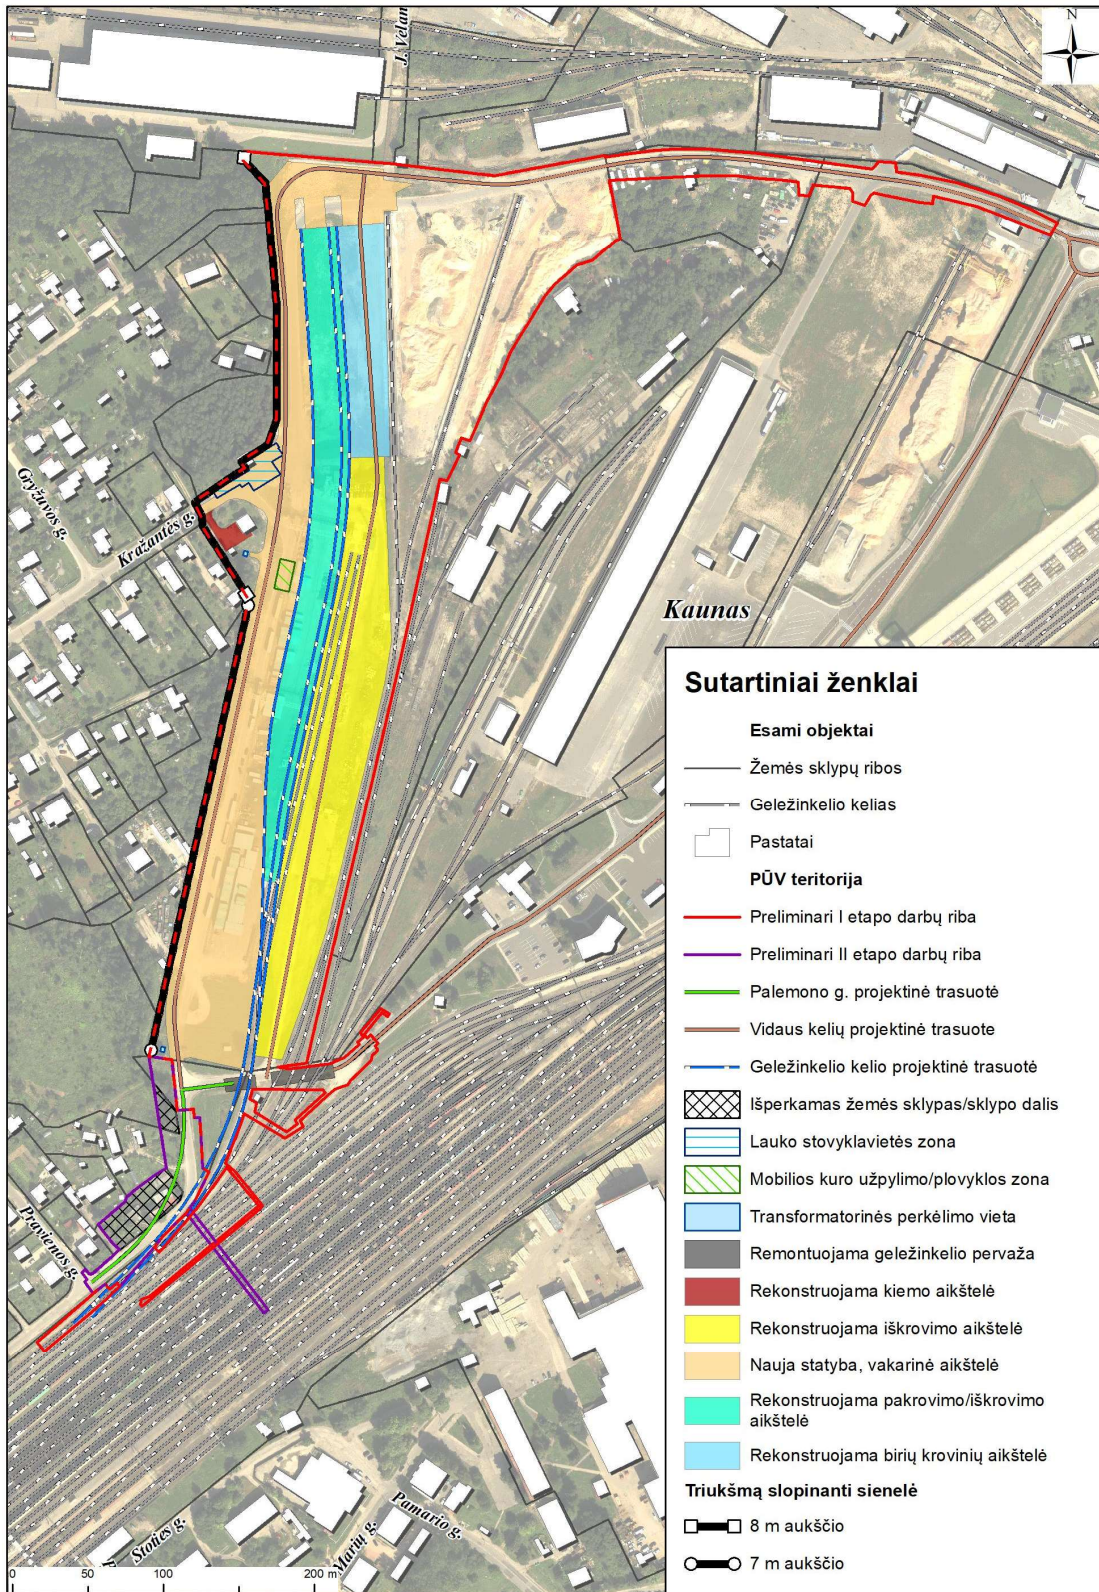 N
J. Velan
Gryžuvos g.
Kražantės g.
Kaunas
Pravienos g.
Stoties g.
Marių g.
Pamario g.
0 50 100 200 m
Sutartiniai ženklai
Esami objektai
Žemės sklypų ribos
Geležinkelio kelias
Pastatai
PŪV teritorija
Preliminari I etapo darbų riba
Preliminari II etapo darbų riba
Palemono g. projektinė trasuotė
Vidaus kelių projektinė trasuote
Geležinkelio kelio projektinė trasuotė
Išperkamas žemės sklypas/sklypo dalis
Lauko stovyklavietės zona
Mobilios kuro užpylimo/plovyklos zona
Transformatorinės perkėlimo vieta
Remontuojama geležinkelio pervaža
Rekonstruojama kiemo aikštelė
Rekonstruojama iškrovimo aikštelė
Nauja statyba, vakarinė aikštelė
Rekonstruojama pakrovimo/iškrovimo
aikštelė
Rekonstruojama birių krovinių aikštelė
Triukšmą slopinanti sienelė
8 m aukščio
7 m aukščio